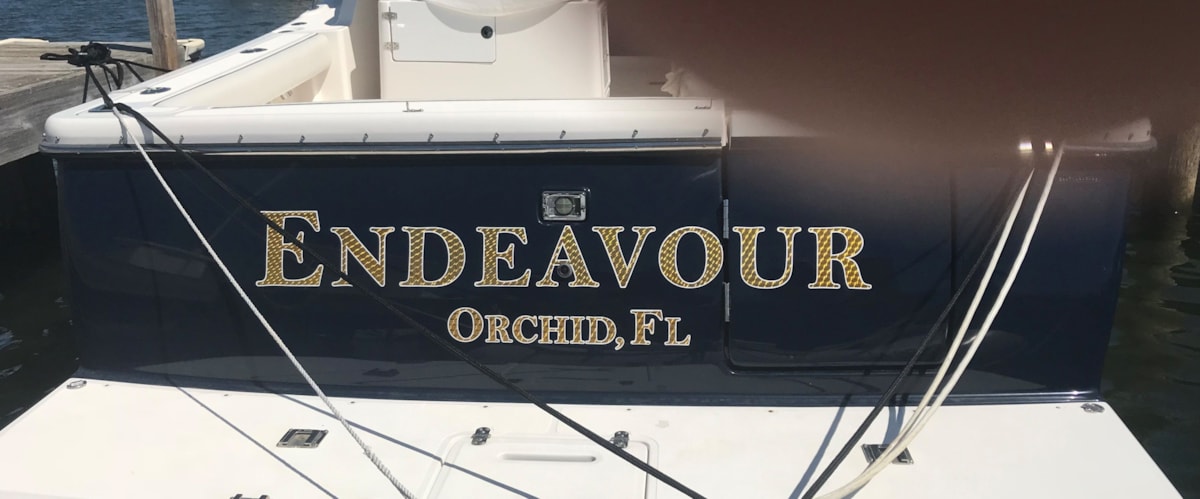 ENDEAVOUR
ORCHID, FL